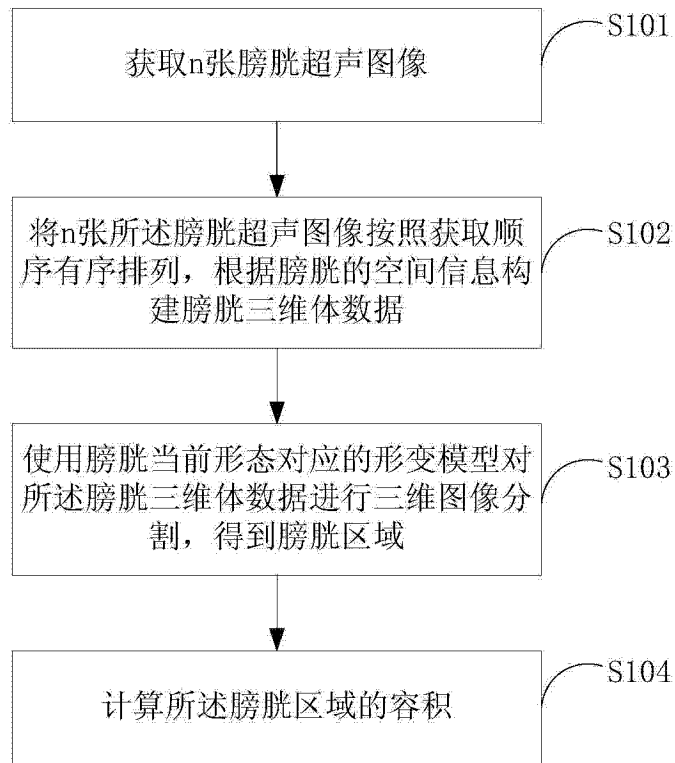 获取n张膀胱超声图像
S101
将n张所述膀胱超声图像按照获取顺
序有序排列，根据膀胱的空间信息构
建膀胱三维体数据
S102
使用膀胱当前形态对应的形变模型对
所述膀胱三维体数据进行三维图像分
割，得到膀胱区域
S103
计算所述膀胱区域的容积
S104